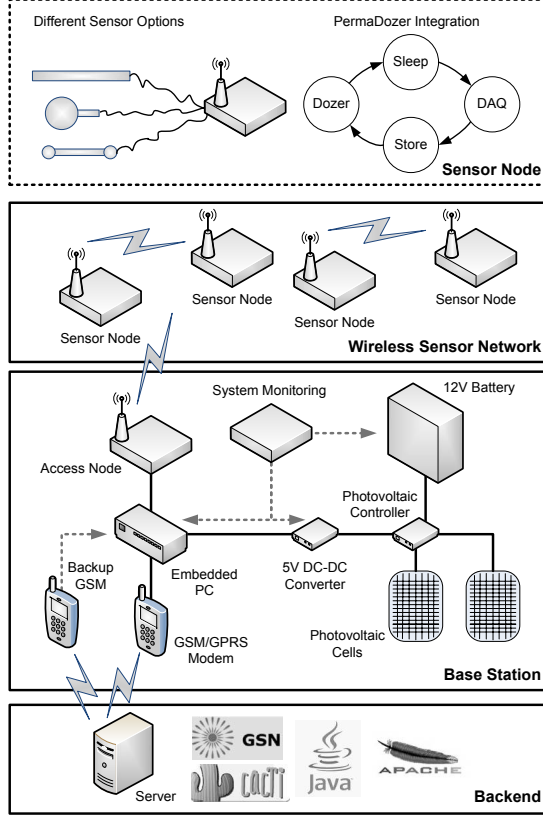 Different Sensor Options
PermaDozer Integration
Sleep
Dozer
DAQ
Store
Sensor Node
Sensor Node
Sensor Node
Sensor Node
Sensor Node
Wireless Sensor Network
System Monitoring
12V Battery
Access Node
Photovoltaic
Controller
Backup
GSM
Embedded
PC
5V DC-DC
Converter
GSM/GPRS
Modem
Photovoltaic
Cells
Base Station
GSN
cacti
Java
APACHE
Server
Backend